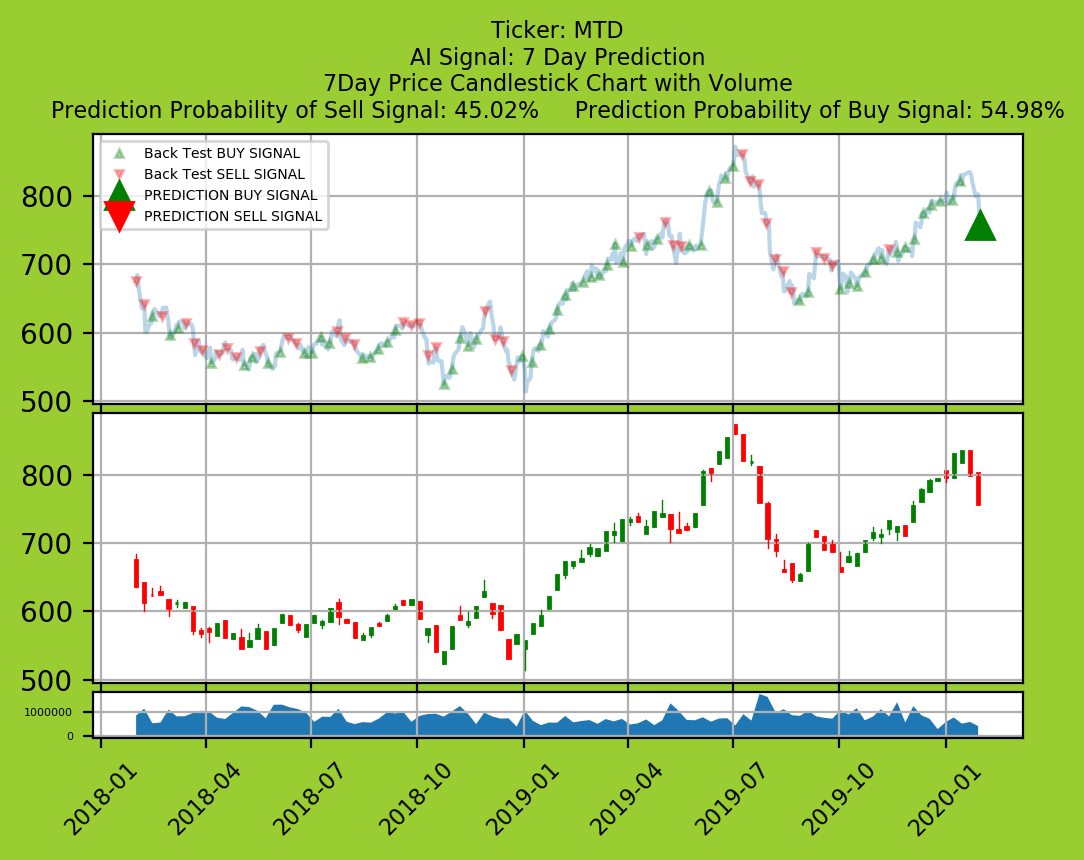 Ticker: MTD
AI Signal: 7 Day Prediction
7Day Price Candlestick Chart with Volume
Prediction Probability of Sell Signal: 45.02%    Prediction Probability of Buy Signal: 54.98%
Back Test BUY SIGNAL
Back Test SELL SIGNAL
PREDICTION BUY SIGNAL
PREDICTION SELL SIGNAL
800
700
600
500
800
700
600
500
1000000
0
2018-01
2018-04
2018-07
2018-10
2019-01
2019-04
2019-07
2019-10
2020-01